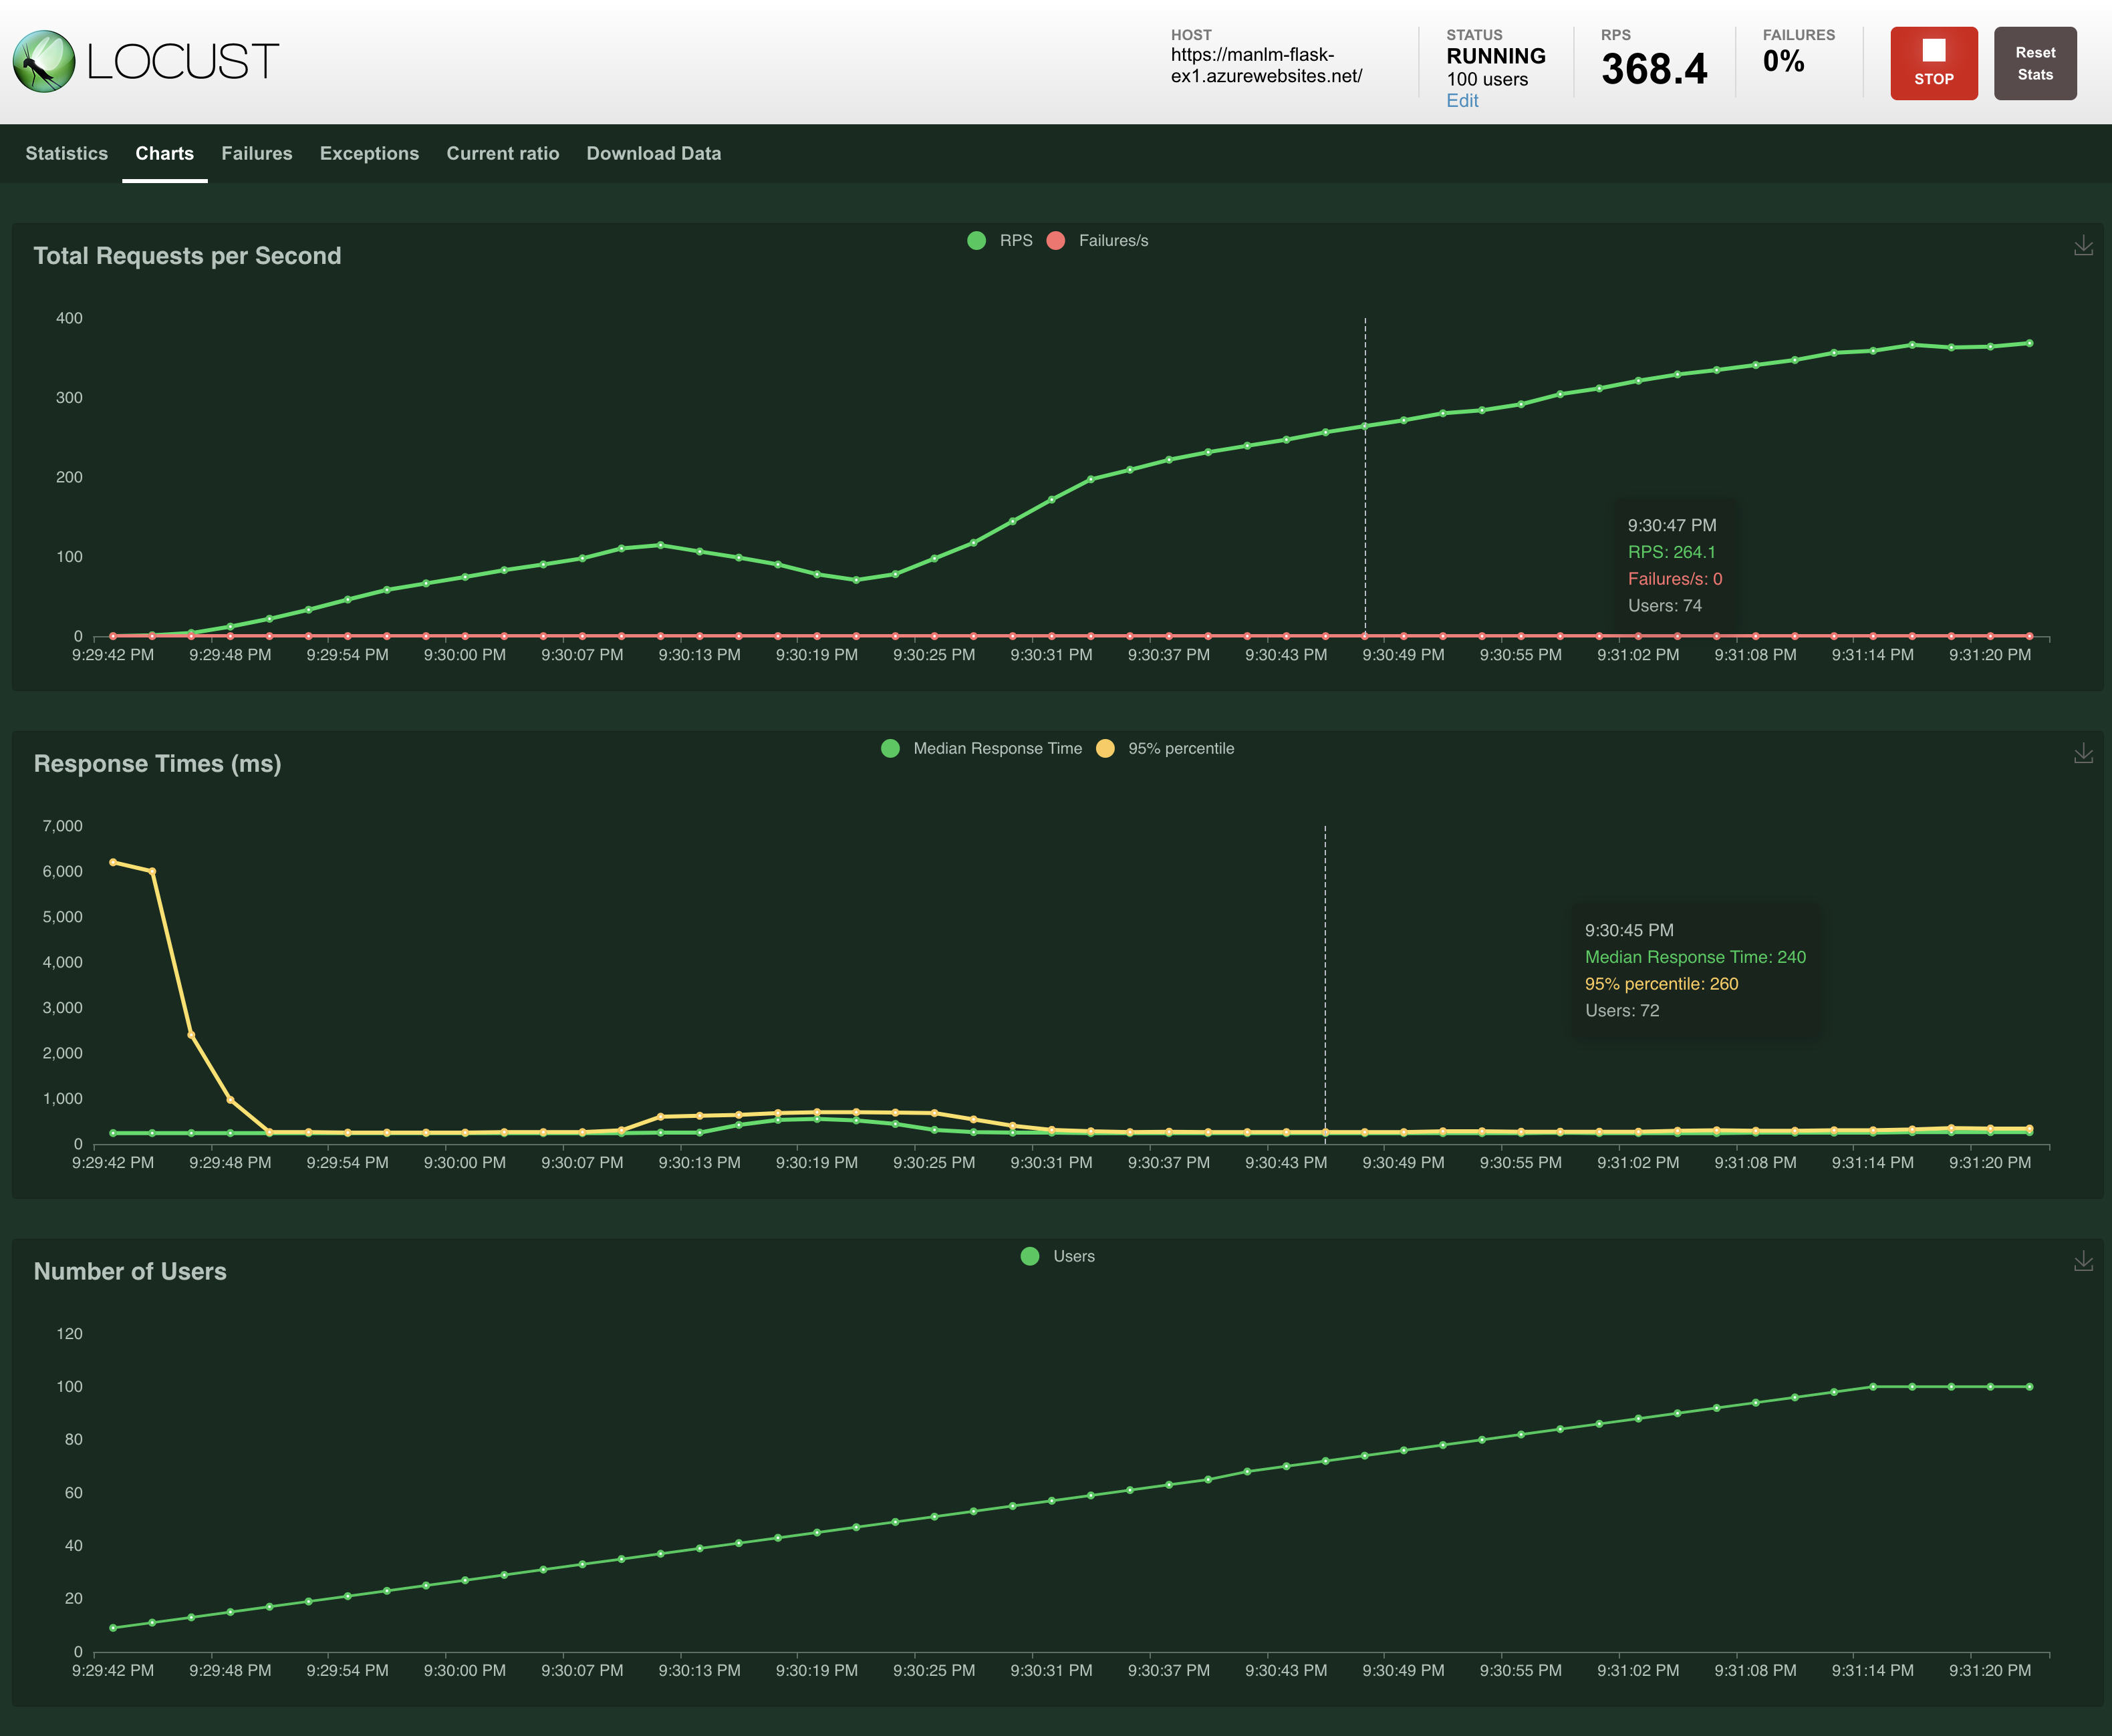 LOCUST
HOST
https://manlm-flask-
ex1.azurewebsites.net/
STATUS
RUNNING
100 users
Edit
RPS
368.4
FAILURES
0%
STOP
Reset
Stats
Statistics Charts Failures Exceptions Current ratio Download Data
Total Requests per Second
RPS Failures/s
400
300
200
100
0
9:30:47 PM
RPS: 264.1
Failures/s: 0
Users: 74
9:29:42 PM 9:29:48 PM 9:29:54 PM 9:30:00 PM 9:30:07 PM 9:30:13 PM 9:30:19 PM 9:30:25 PM 9:30:31 PM 9:30:37 PM 9:30:43 PM 9:30:49 PM 9:30:55 PM 9:31:02 PM 9:31:08 PM 9:31:14 PM 9:31:20 PM
Response Times (ms)
Median Response Time 95% percentile
7,000
6,000
5,000
4,000
3,000
2,000
1,000
0
9:30:45 PM
Median Response Time: 240
95% percentile: 260
Users: 72
9:29:42 PM 9:29:48 PM 9:29:54 PM 9:30:00 PM 9:30:07 PM 9:30:13 PM 9:30:19 PM 9:30:25 PM 9:30:31 PM 9:30:37 PM 9:30:43 PM 9:30:49 PM 9:30:55 PM 9:31:02 PM 9:31:08 PM 9:31:14 PM 9:31:20 PM
Number of Users
Users
120
100
80
60
40
20
0
9:29:42 PM 9:29:48 PM 9:29:54 PM 9:30:00 PM 9:30:07 PM 9:30:13 PM 9:30:19 PM 9:30:25 PM 9:30:31 PM 9:30:37 PM 9:30:43 PM 9:30:49 PM 9:30:55 PM 9:31:02 PM 9:31:08 PM 9:31:14 PM 9:31:20 PM